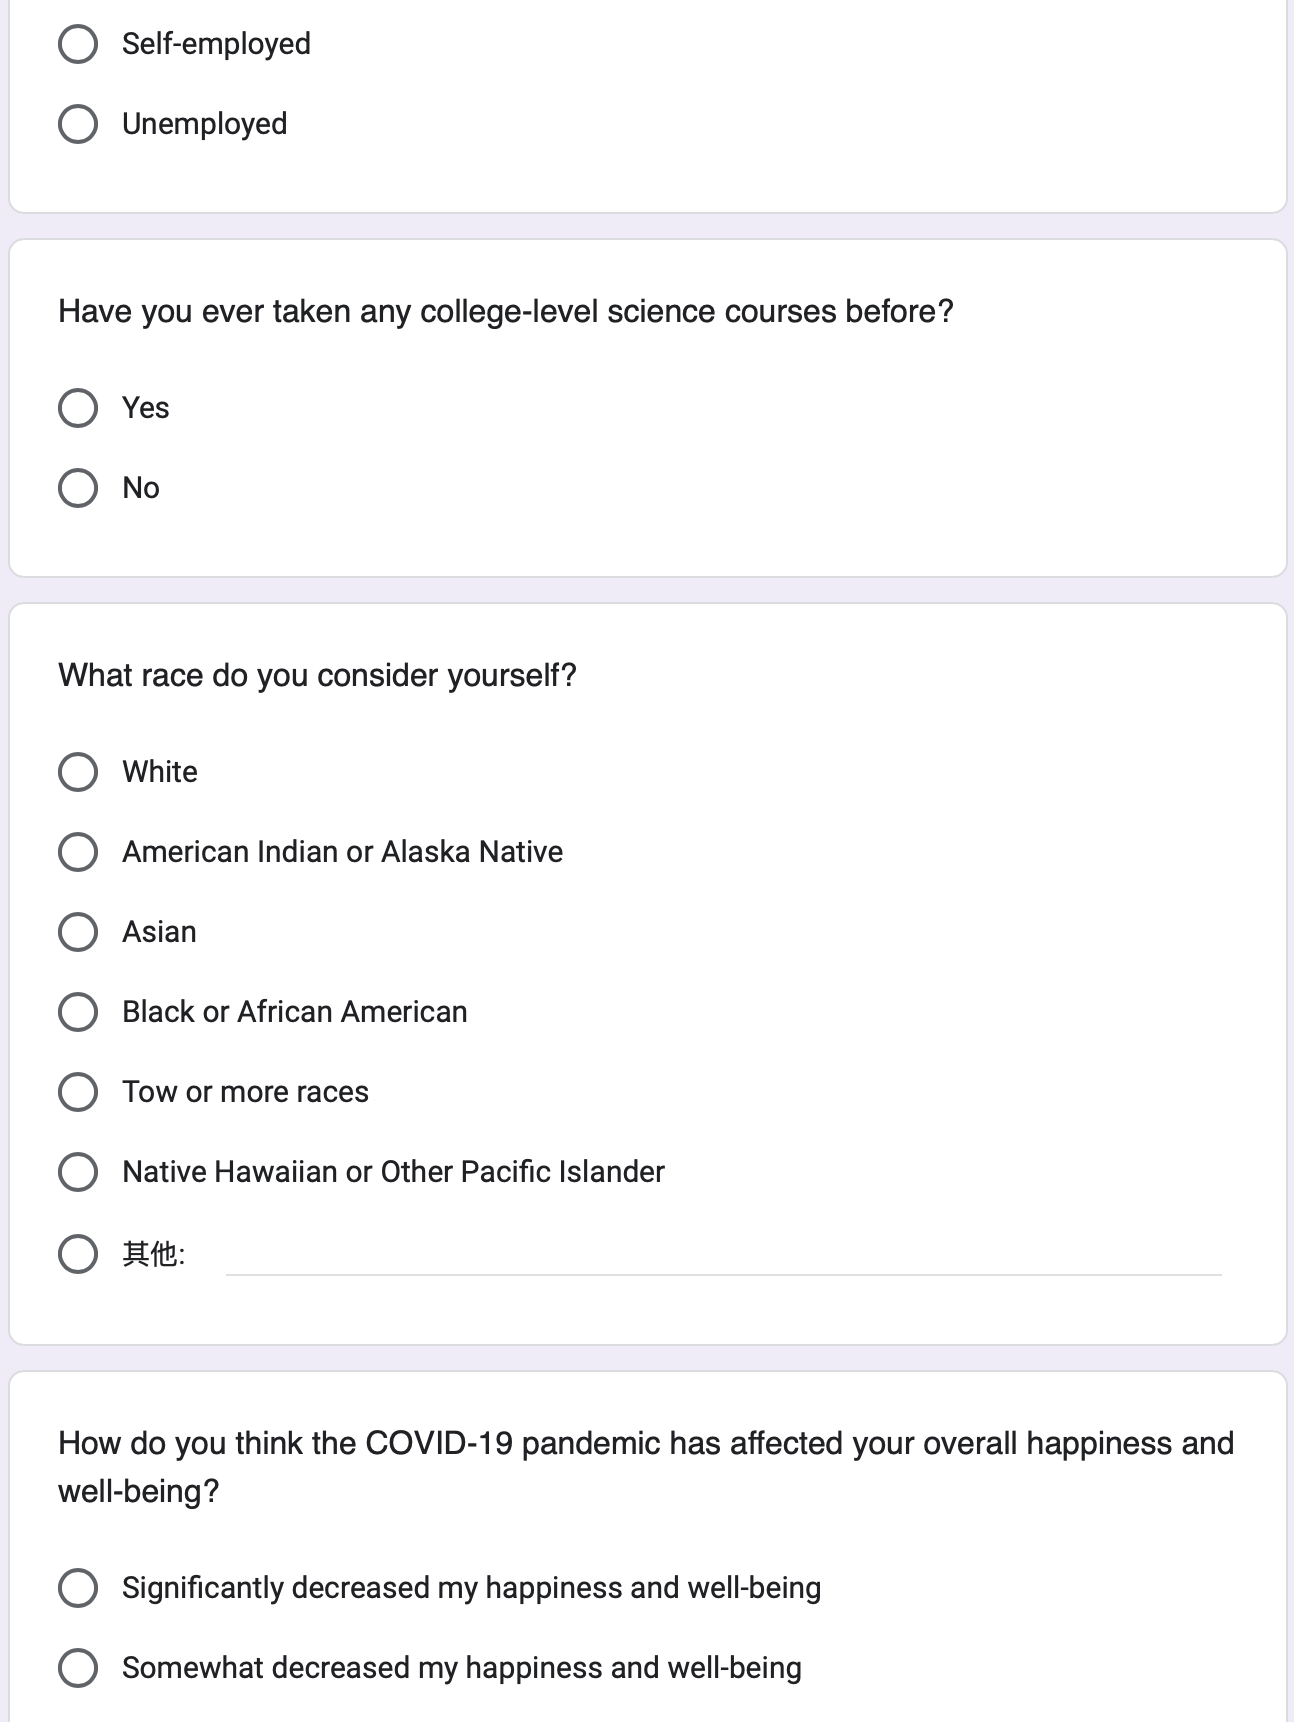 Self-employed
Unemployed
Have you ever taken any college-level science courses before?
Yes
No
What race do you consider yourself?
White
American Indian or Alaska Native
Asian
Black or African American
Tow or more races
Native Hawaiian or Other Pacific Islander
其他:
How do you think the COVID-19 pandemic has affected your overall happiness and
well-being?
Significantly decreased my happiness and well-being
Somewhat decreased my happiness and well-being